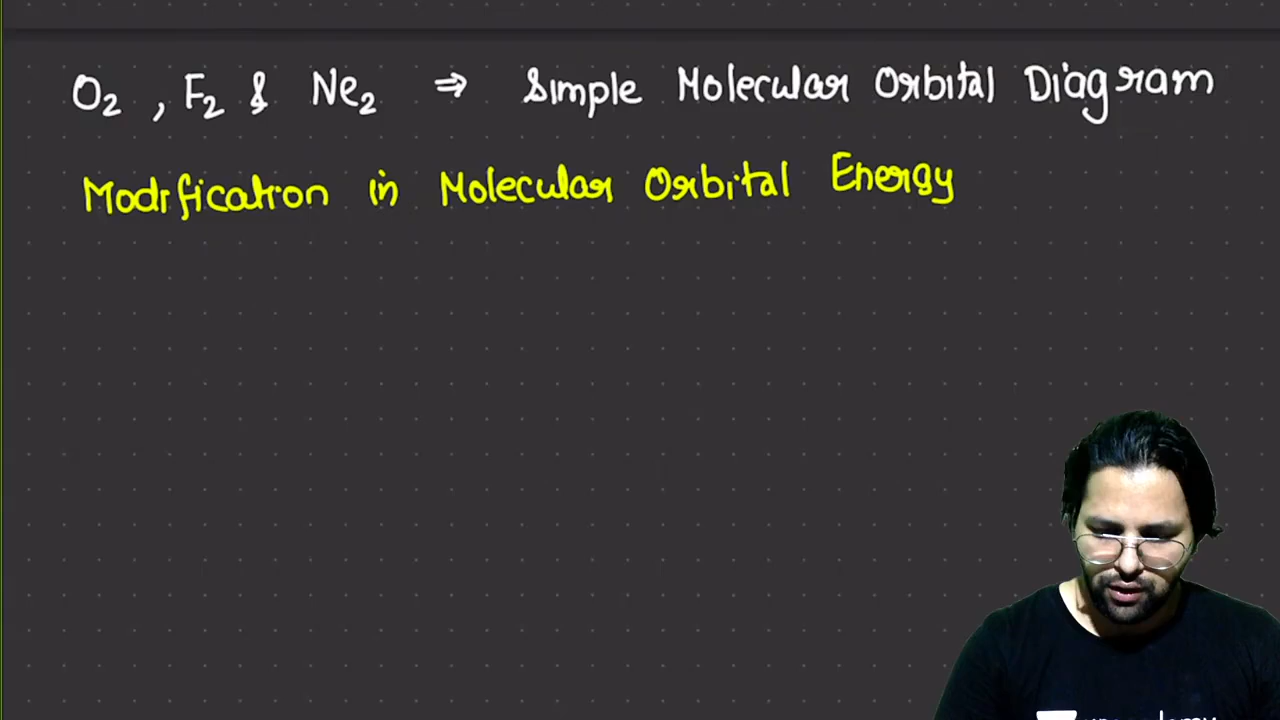 O₂ , F₂ & Ne₂ ⇒ Simple Molecular Orbital Diagram
Modification in Molecular Orbital Energy